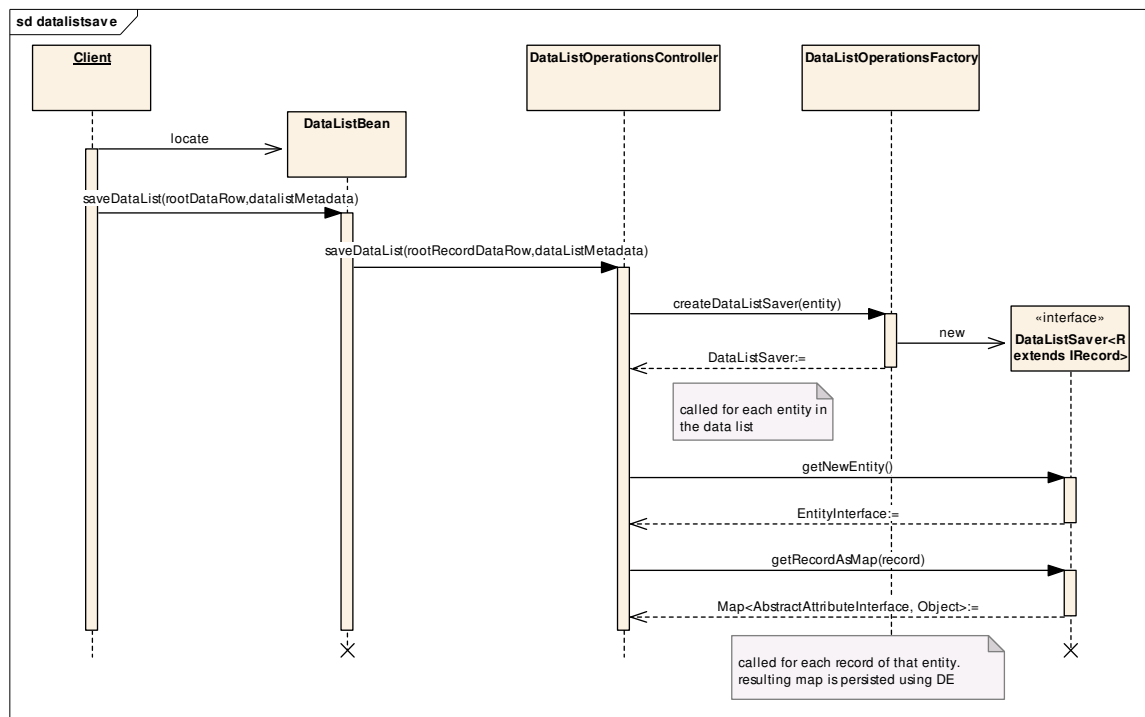 sd datalistsave
Client
DataListOperationsController
DataListOperationsFactory
DataListBean
locate
saveDataList(rootDataRow,datalistMetadata)
saveDataList(rootRecordDataRow,dataListMetadata)
createDataListSaver(entity)
«interface»
DataListSaver<R
extends IRecord>
new
DataListSaver:=
called for each entity in
the data list
getNewEntity()
EntityInterface:=
getRecordAsMap(record)
Map<AbstractAttributeInterface, Object>:=
called for each record of that entity.
resulting map is persisted using DE